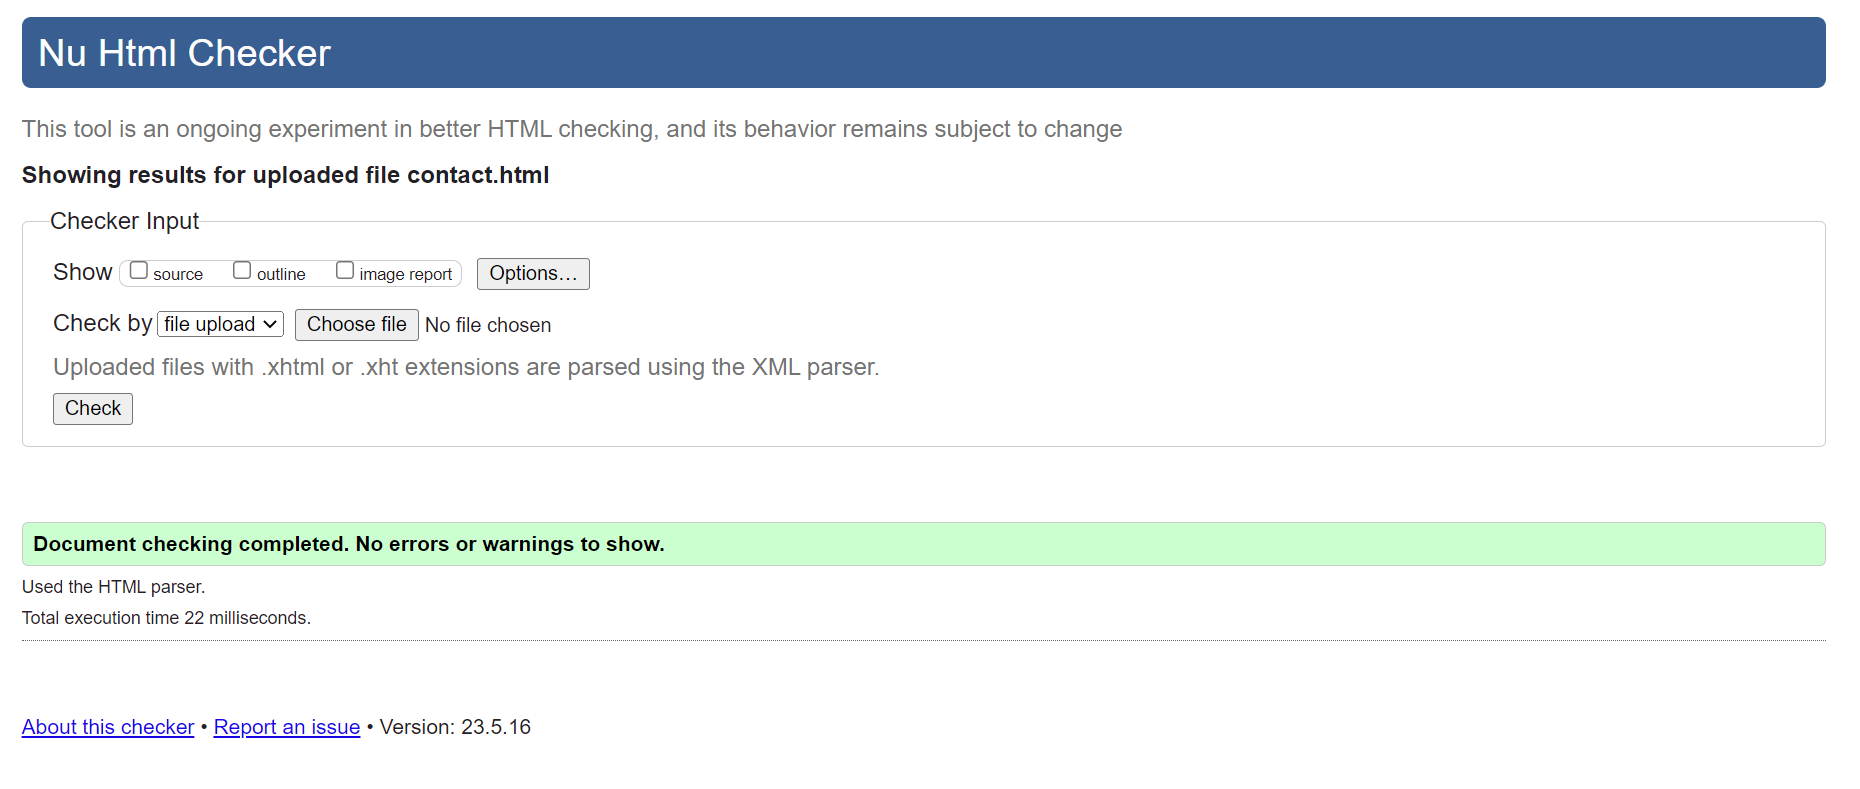 Nu Html Checker
This tool is an ongoing experiment in better HTML checking, and its behavior remains subject to change
Showing results for uploaded file contact.html
Checker Input
Show source outline image report Options...
Check by file upload Choose file No file chosen
Uploaded files with .xhtml or .xht extensions are parsed using the XML parser.
Check
Document checking completed. No errors or warnings to show.
Used the HTML parser.
Total execution time 22 milliseconds.
About this checker • Report an issue • Version: 23.5.16